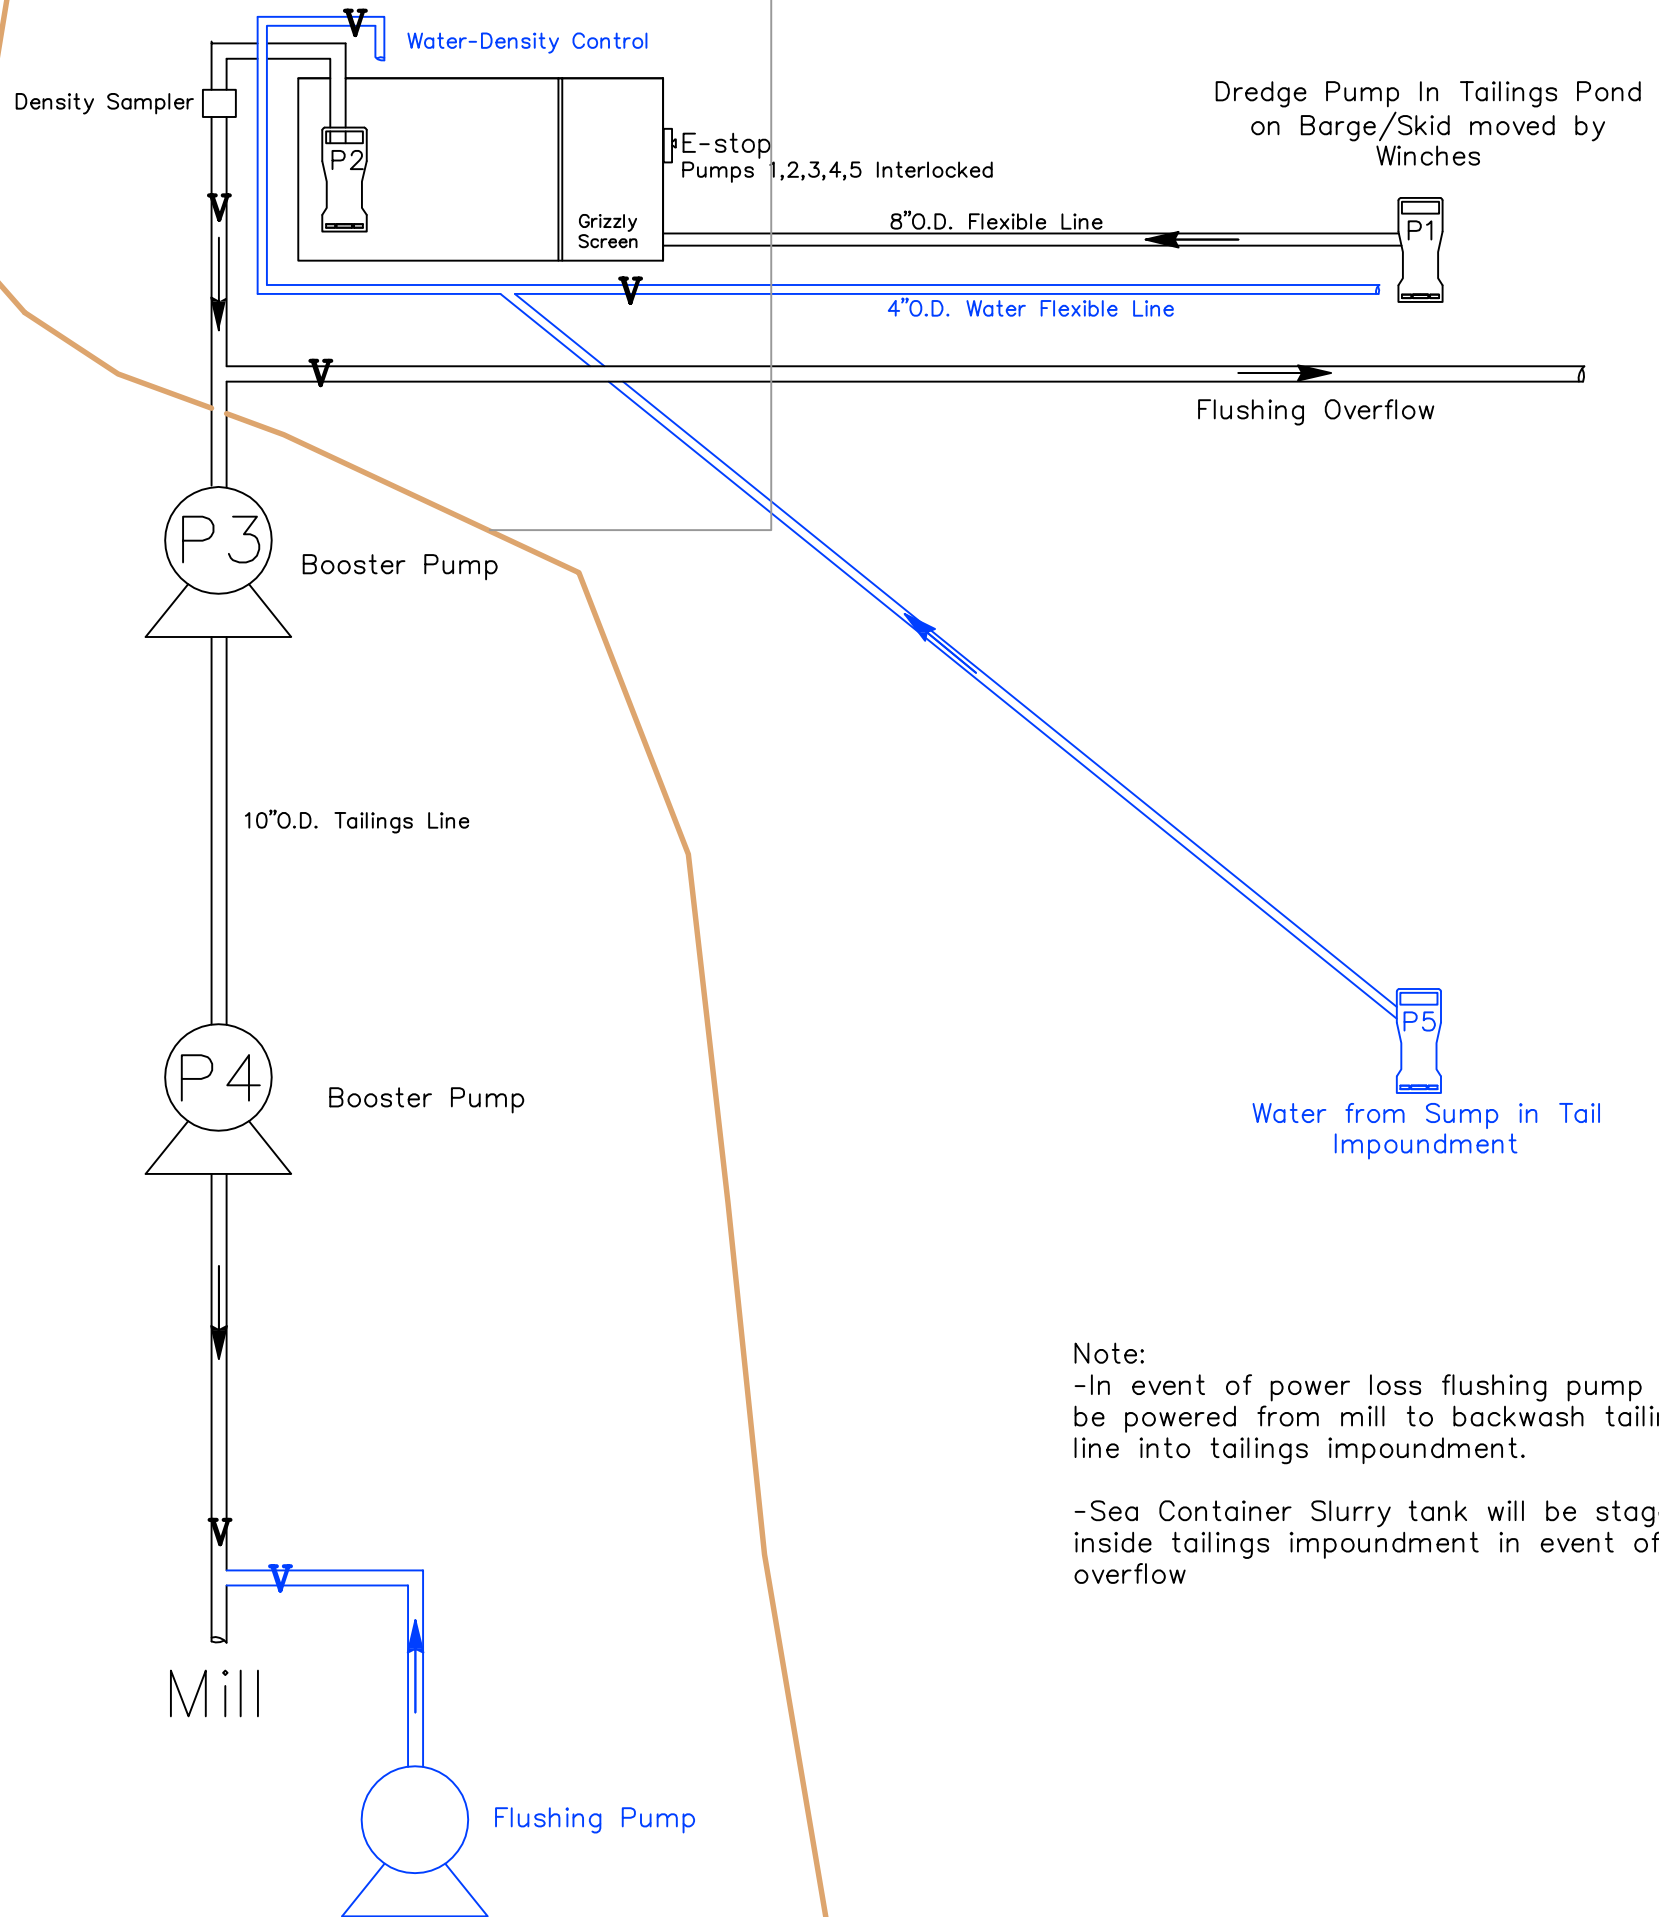 V
Water-Density Control
Density Sampler
P2
E-stop
Pumps 1,2,3,4,5 Interlocked
Dredge Pump In Tailings Pond
on Barge/Skid moved by
Winches
V
Grizzly
Screen
8"O.D. Flexible Line
P1
V
4"O.D. Water Flexible Line
V
Flushing Overflow
P3
Booster Pump
10"O.D. Tailings Line
P4
Booster Pump
P5
Water from Sump in Tail
Impoundment
Note:
-In event of power loss flushing pump
be powered from mill to backwash
line into tailings impoundment.
-Sea Container Slurry tank will be
inside tailings impoundment in event of
overflow
V
V
Mill
Flushing Pump